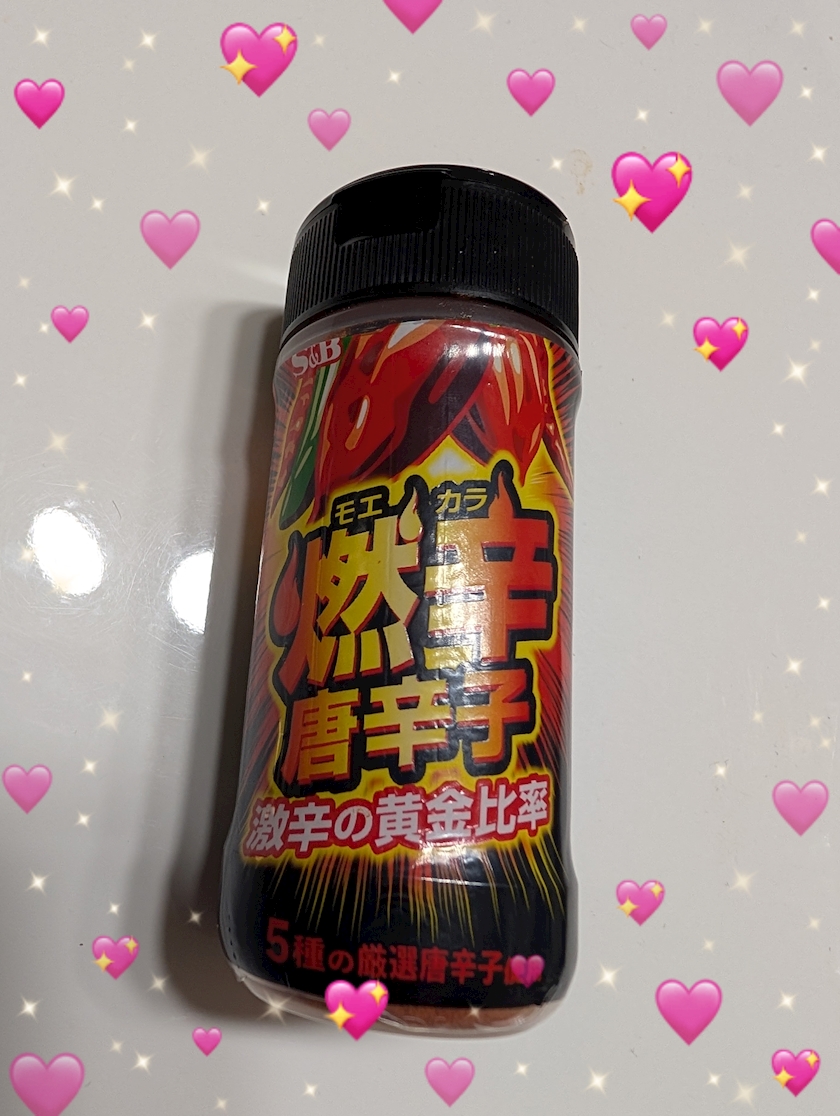 S&B
モエ カラ
燃辛
唐辛子
激辛の黄金比率
5種の厳選唐辛子